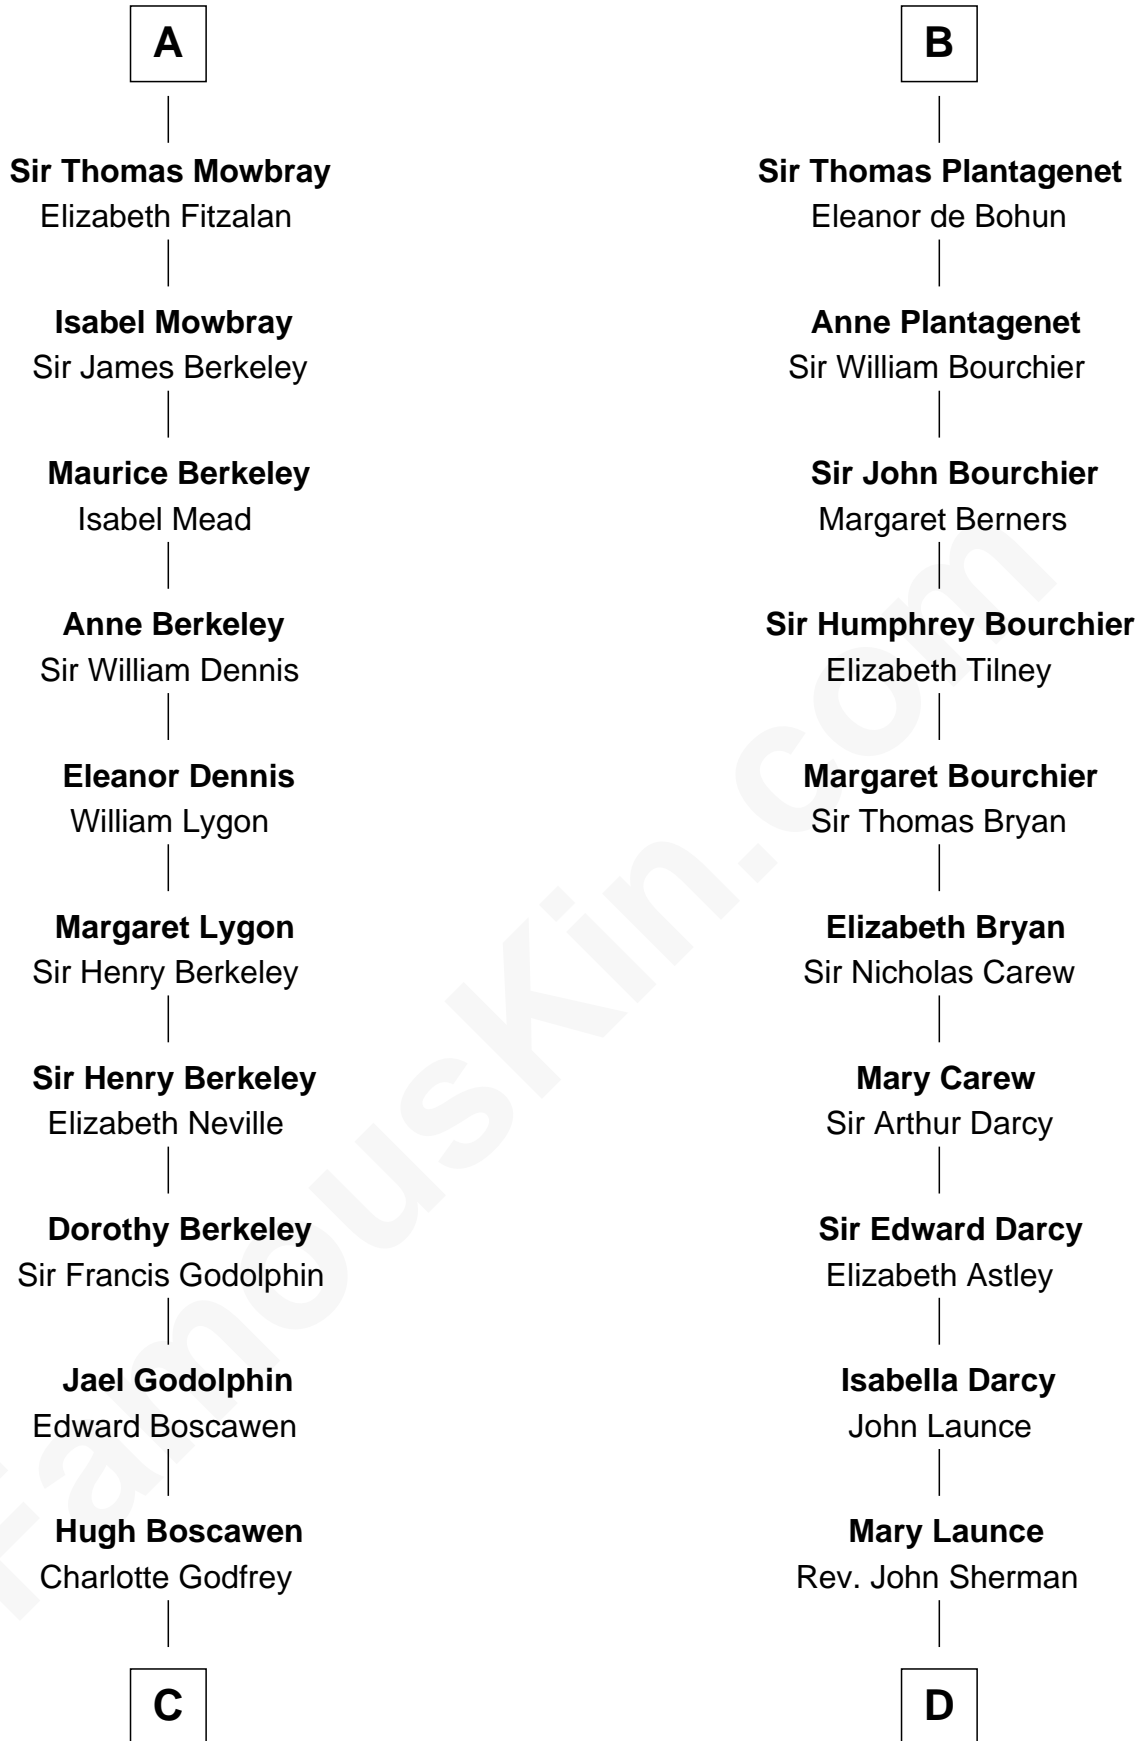 A
Sir Thomas Mowbray
Elizabeth Fitzalan
Isabel Mowbray
Sir James Berkeley
Maurice Berkeley
Isabel Mead
Anne Berkeley
Sir William Dennis
Eleanor Dennis
William Lygon
Margaret Lygon
Sir Henry Berkeley
Sir Henry Berkeley
Elizabeth Neville
Dorothy Berkeley
Sir Francis Godolphin
Jael Godolphin
Edward Boscawen
Hugh Boscawen
Charlotte Godfrey
C
B
Sir Thomas Plantagenet
Eleanor de Bohun
Anne Plantagenet
Sir William Bourchier
Sir John Bourchier
Margaret Berners
Sir Humphrey Bourchier
Elizabeth Tilney
Margaret Bourchier
Sir Thomas Bryan
Elizabeth Bryan
Sir Nicholas Carew
Mary Carew
Sir Arthur Darcy
Sir Edward Darcy
Elizabeth Astley
Isabella Darcy
John Launce
Mary Launce
Rev. John Sherman
D
FamousKin.com